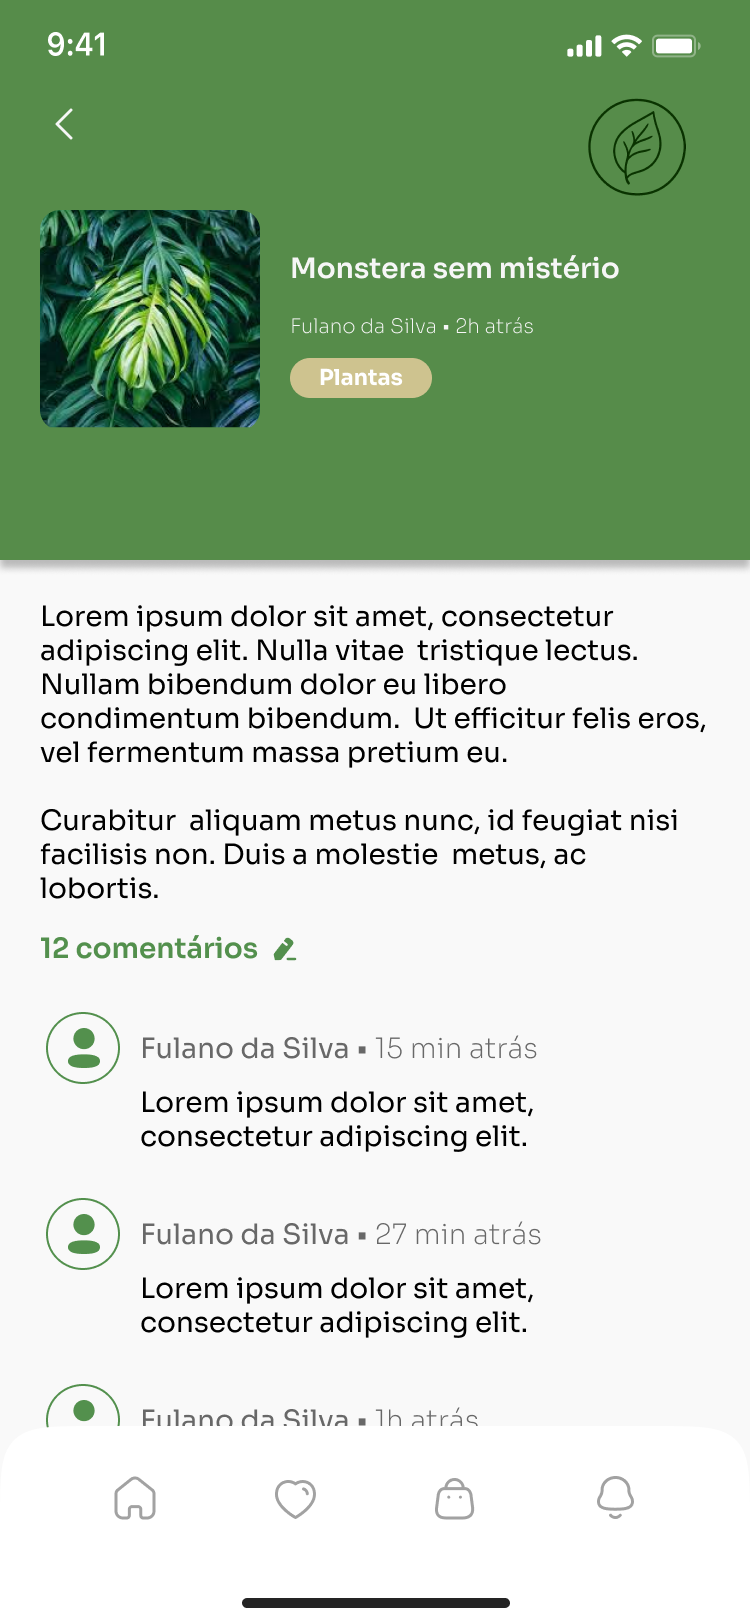 9:41
Monstera sem mistério
Fulano da Silva • 2h atrás
Plantas
Lorem ipsum dolor sit amet, consectetur
adipiscing elit. Nulla vitae  tristique lectus.
Nullam bibendum dolor eu libero
condimentum bibendum.  Ut efficitur felis eros,
vel fermentum massa pretium eu.
Curabitur  aliquam metus nunc, id feugiat nisi
facilisis non. Duis a molestie  metus, ac
lobortis.
12 comentários
Fulano da Silva ▪ 15 min atrás
Lorem ipsum dolor sit amet,
consectetur adipiscing elit.
Fulano da Silva ▪ 27 min atrás
Lorem ipsum dolor sit amet,
consectetur adipiscing elit.
Fulano da Silva ▪ 1h atrás